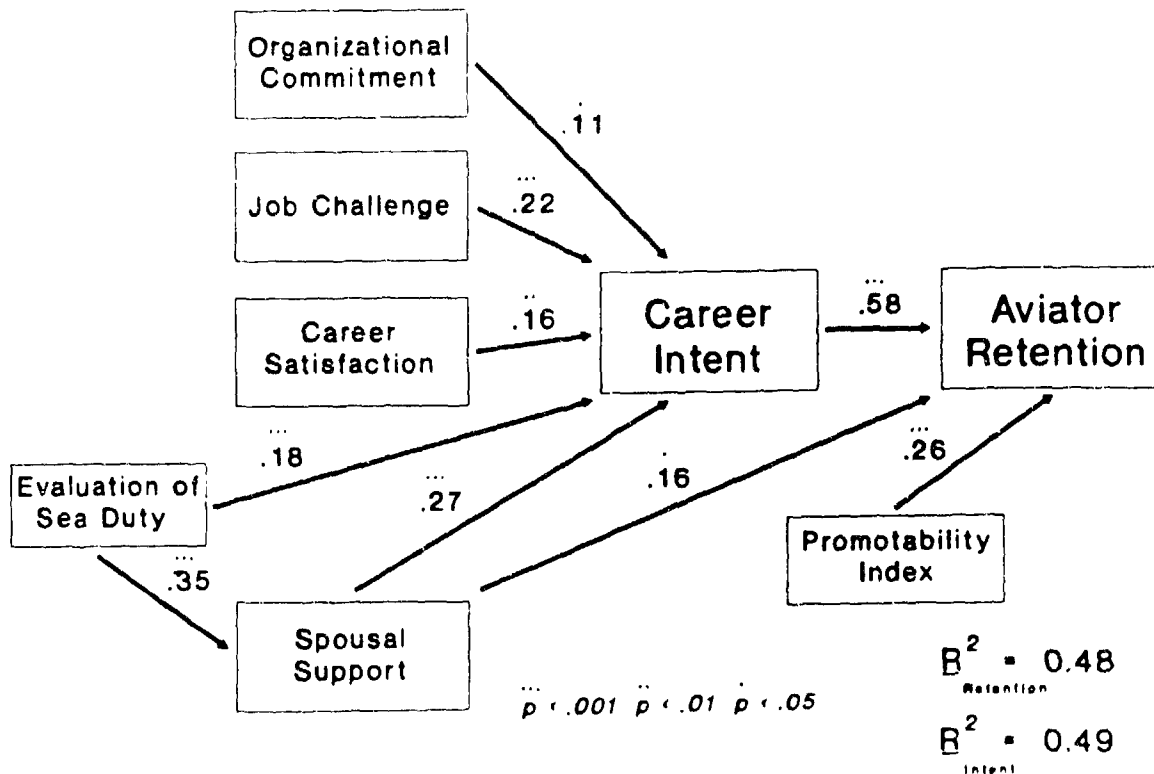 Organizational
Commitment
.
.11
Job Challenge
...
.22
Career
Satisfaction
..
.16
Career
Intent
...
.58
Aviator
Retention
...
.18
Evaluation of
Sea Duty
...
.27
.
.16
...
.26
...
.35
Promotability
Index
Spousal
Support
... p < .001 .. p < .01 . p < .05
R² = 0.48
Retention
R² = 0.49
Intent